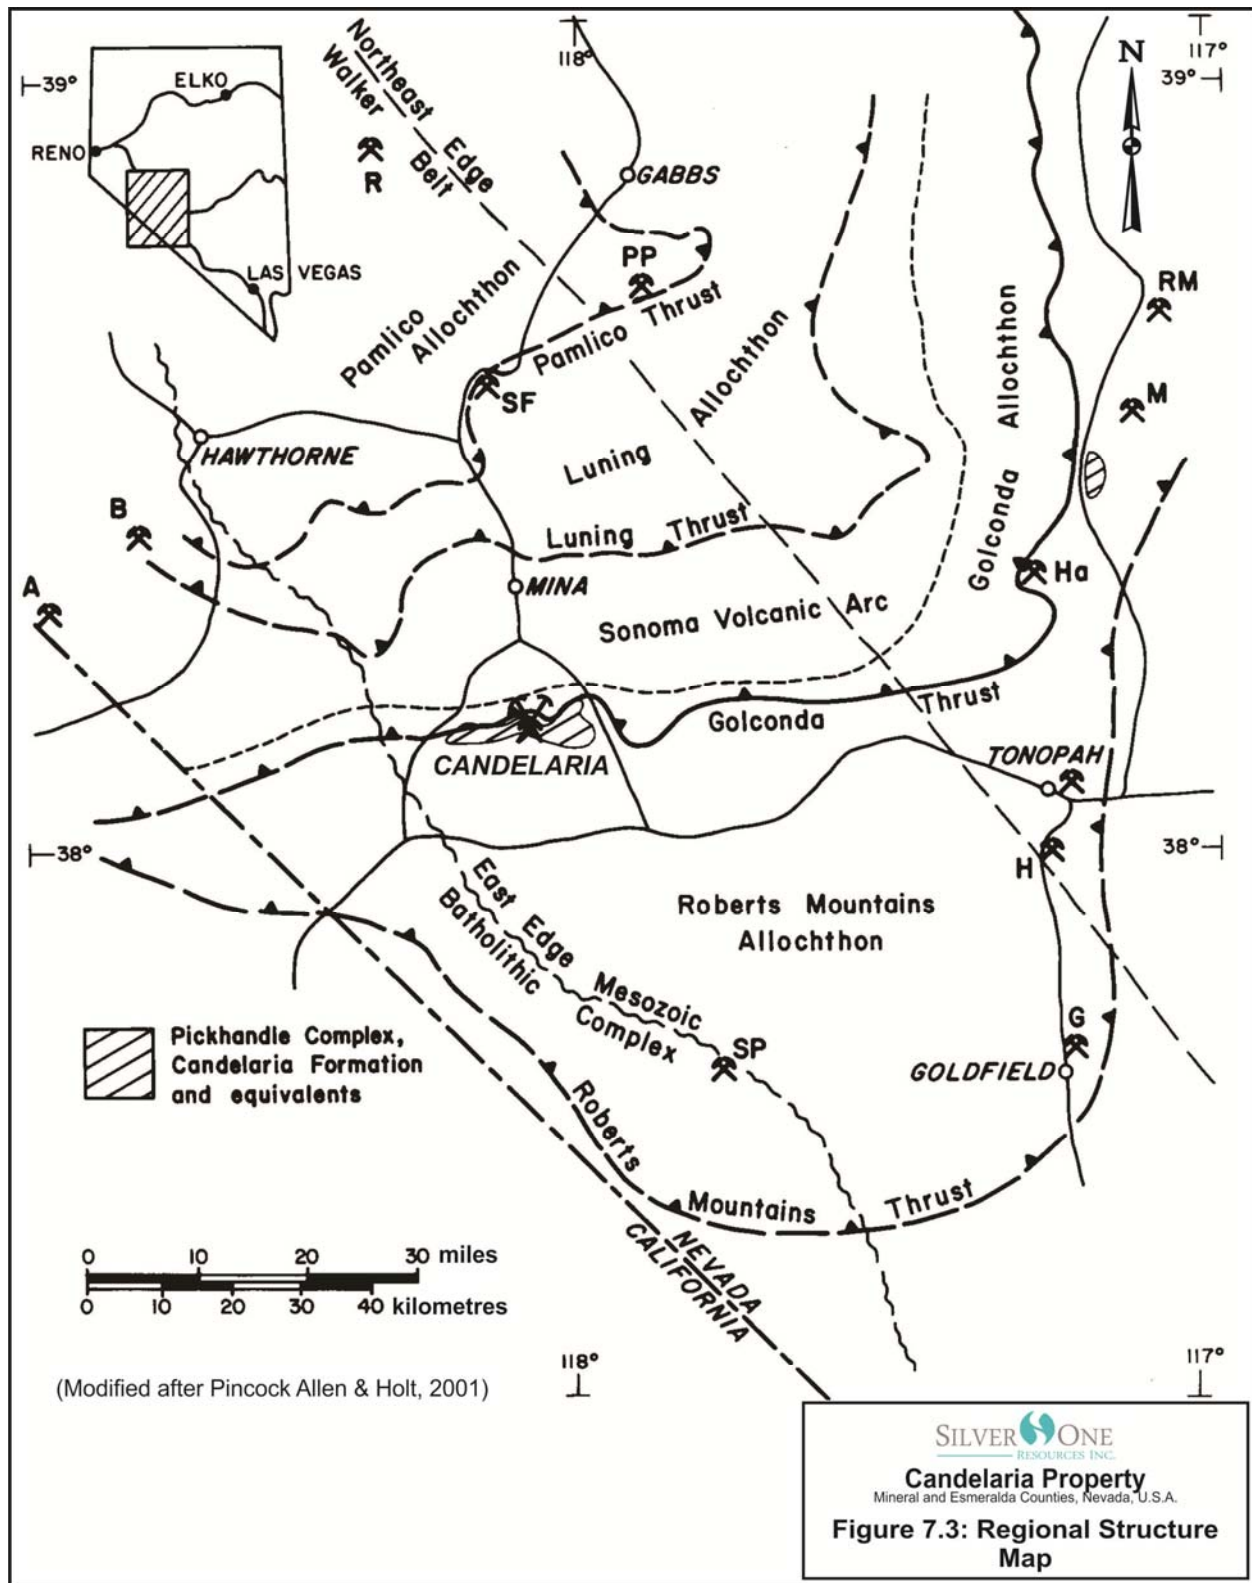 39°
118°
117°
39°
N
ELKO
RENO
LAS VEGAS
Northeast Edge
Walker Belt
R
GABBS
PP
RM
Pamlico
Allochthon
Pamlico Thrust
SF
M
Luning
Allochthon
Golconda Allochthon
HAWTHORNE
B
Luning Thrust
A
MINA
Ha
Sonoma Volcanic Arc
Golconda Thrust
CANDELARIA
TONOPAH
38°
38°
H
East Edge Mesozoic
Batholithic Complex
Roberts Mountains
Allochthon
G
SP
GOLDFIELD
Pickhandle Complex,
Candelaria Formation
and equivalents
Roberts Mountains Thrust
NEVADA
CALIFORNIA
0 10 20 30 miles
0 10 20 30 40 kilometres
118°
117°
(Modified after Pincock Allen & Holt, 2001)
SILVER ONE
RESOURCES INC.
Candelaria Property
Mineral and Esmeralda Counties, Nevada, U.S.A.
Figure 7.3: Regional Structure
Map